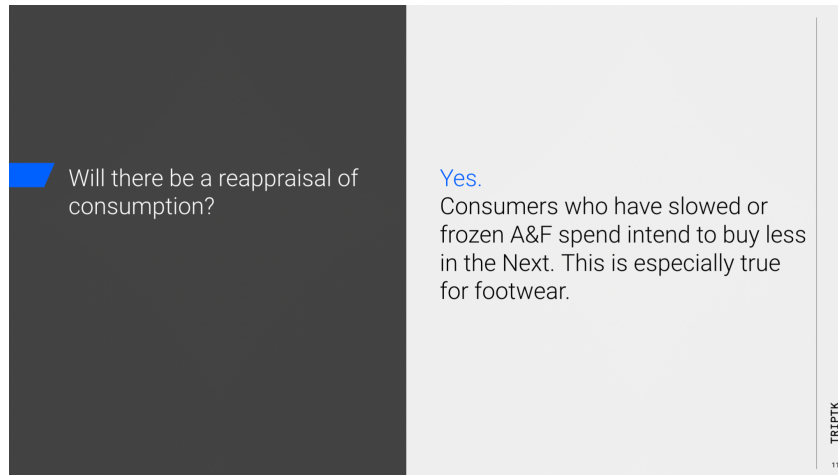 Will there be a reappraisal of
consumption?
Yes.
Consumers who have slowed or
frozen A&F spend intend to buy less
in the Next. This is especially true
for footwear.
TRIPTK
11